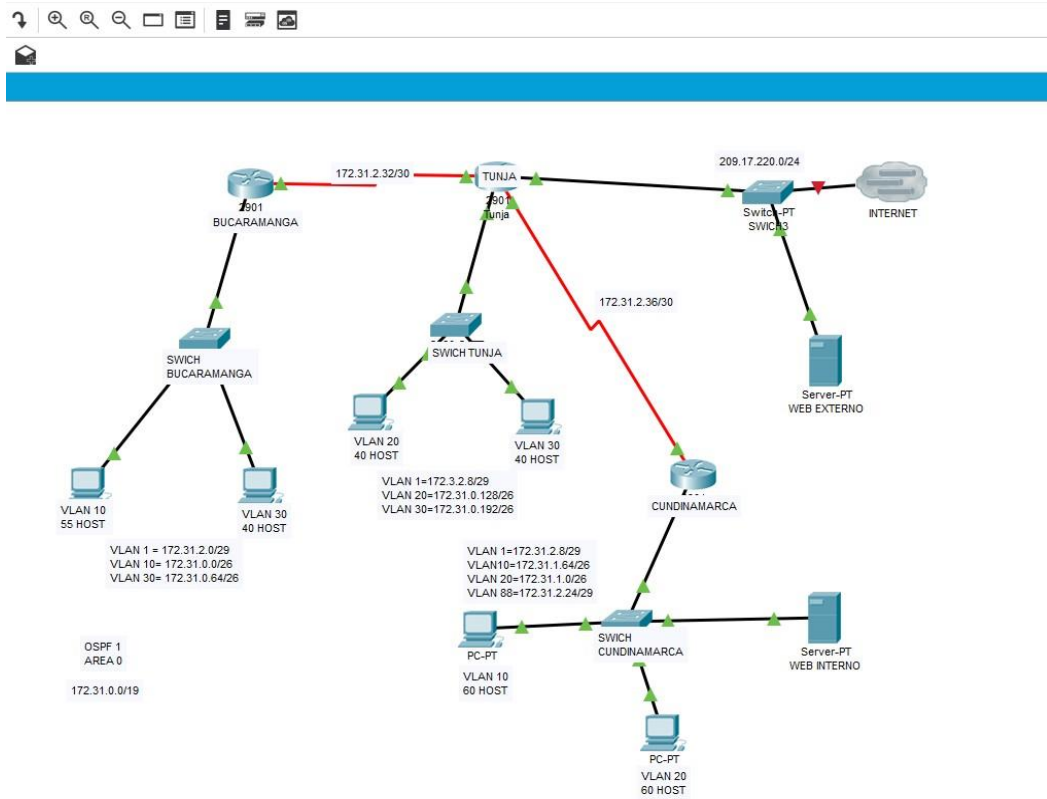 172.31.2.32/30
TUNJA
209.17.220.0/24
2901
BUCARAMANGA
2901
Tunja
Switch-PT
SWICH3
INTERNET
172.31.2.36/30
SWICH
BUCARAMANGA
SWICH TUNJA
Server-PT
WEB EXTERNO
VLAN 20
40 HOST
VLAN 30
40 HOST
VLAN 1=172.3.2.8/29
VLAN 20=172.31.0.128/26
VLAN 30=172.31.0.192/26
CUNDINAMARCA
VLAN 10
55 HOST
VLAN 30
40 HOST
VLAN 1 = 172.31.2.0/29
VLAN 10= 172.31.0.0/26
VLAN 30= 172.31.0.64/26
VLAN 1=172.31.2.8/29
VLAN10=172.31.1.64/26
VLAN 20=172.31.1.0/26
VLAN 88=172.31.2.24/29
OSPF 1
AREA 0
172.31.0.0/19
PC-PT
VLAN 10
60 HOST
SWICH
CUNDINAMARCA
Server-PT
WEB INTERNO
PC-PT
VLAN 20
60 HOST